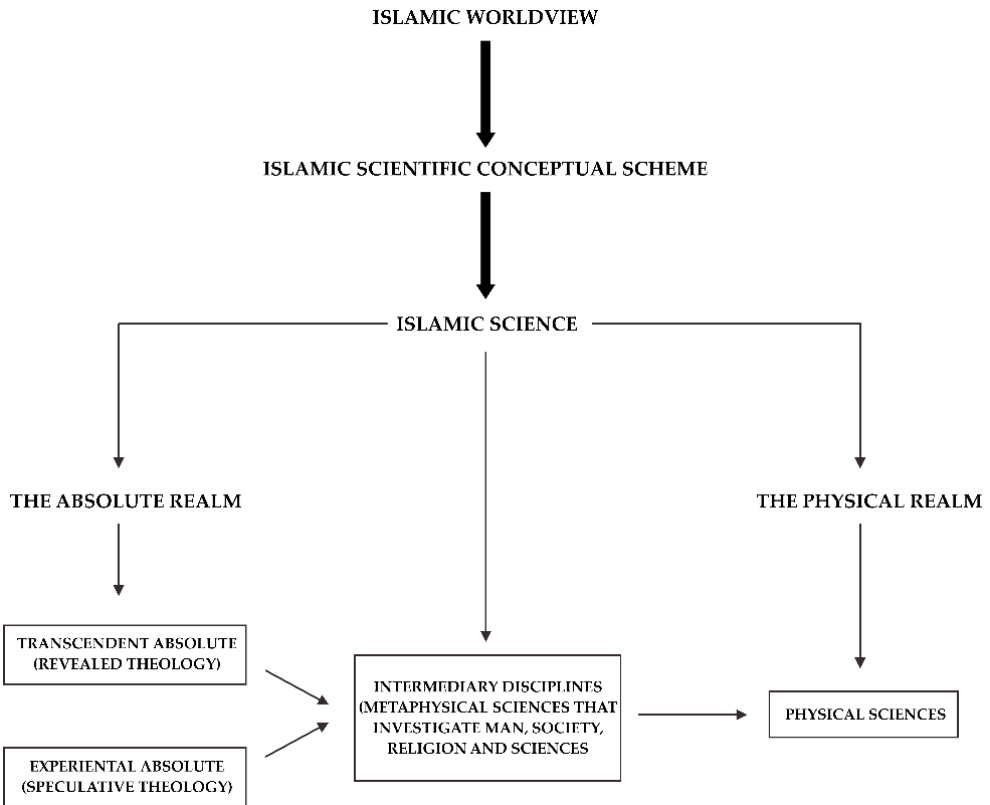 ISLAMIC WORLDVIEW
ISLAMIC SCIENTIFIC CONCEPTUAL SCHEME
ISLAMIC SCIENCE
THE ABSOLUTE REALM
THE PHYSICAL REALM
TRANSCENDENT ABSOLUTE
(REVEALED THEOLOGY)
INTERMEDIARY DISCIPLINES
(METAPHYSICAL SCIENCES THAT
INVESTIGATE MAN, SOCIETY,
RELIGION AND SCIENCES
PHYSICAL SCIENCES
EXPERIENTAL ABSOLUTE
(SPECULATIVE THEOLOGY)